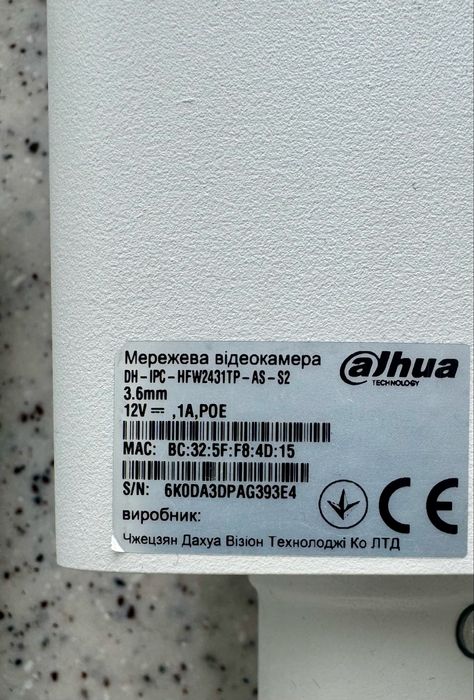 Мережева відеокамера
DH-IPC-HFW2431TP-AS-S2
3.6mm
12V⎓,1A,POE
alhua
TECHNOLOGY
MAC: BC:32:5F:F8:4D:15
S/N: 6K0DA3DPAG393E4
CE
виробник:
Чжецзян Дахуа Візіон Технолоджі Ко ЛТД